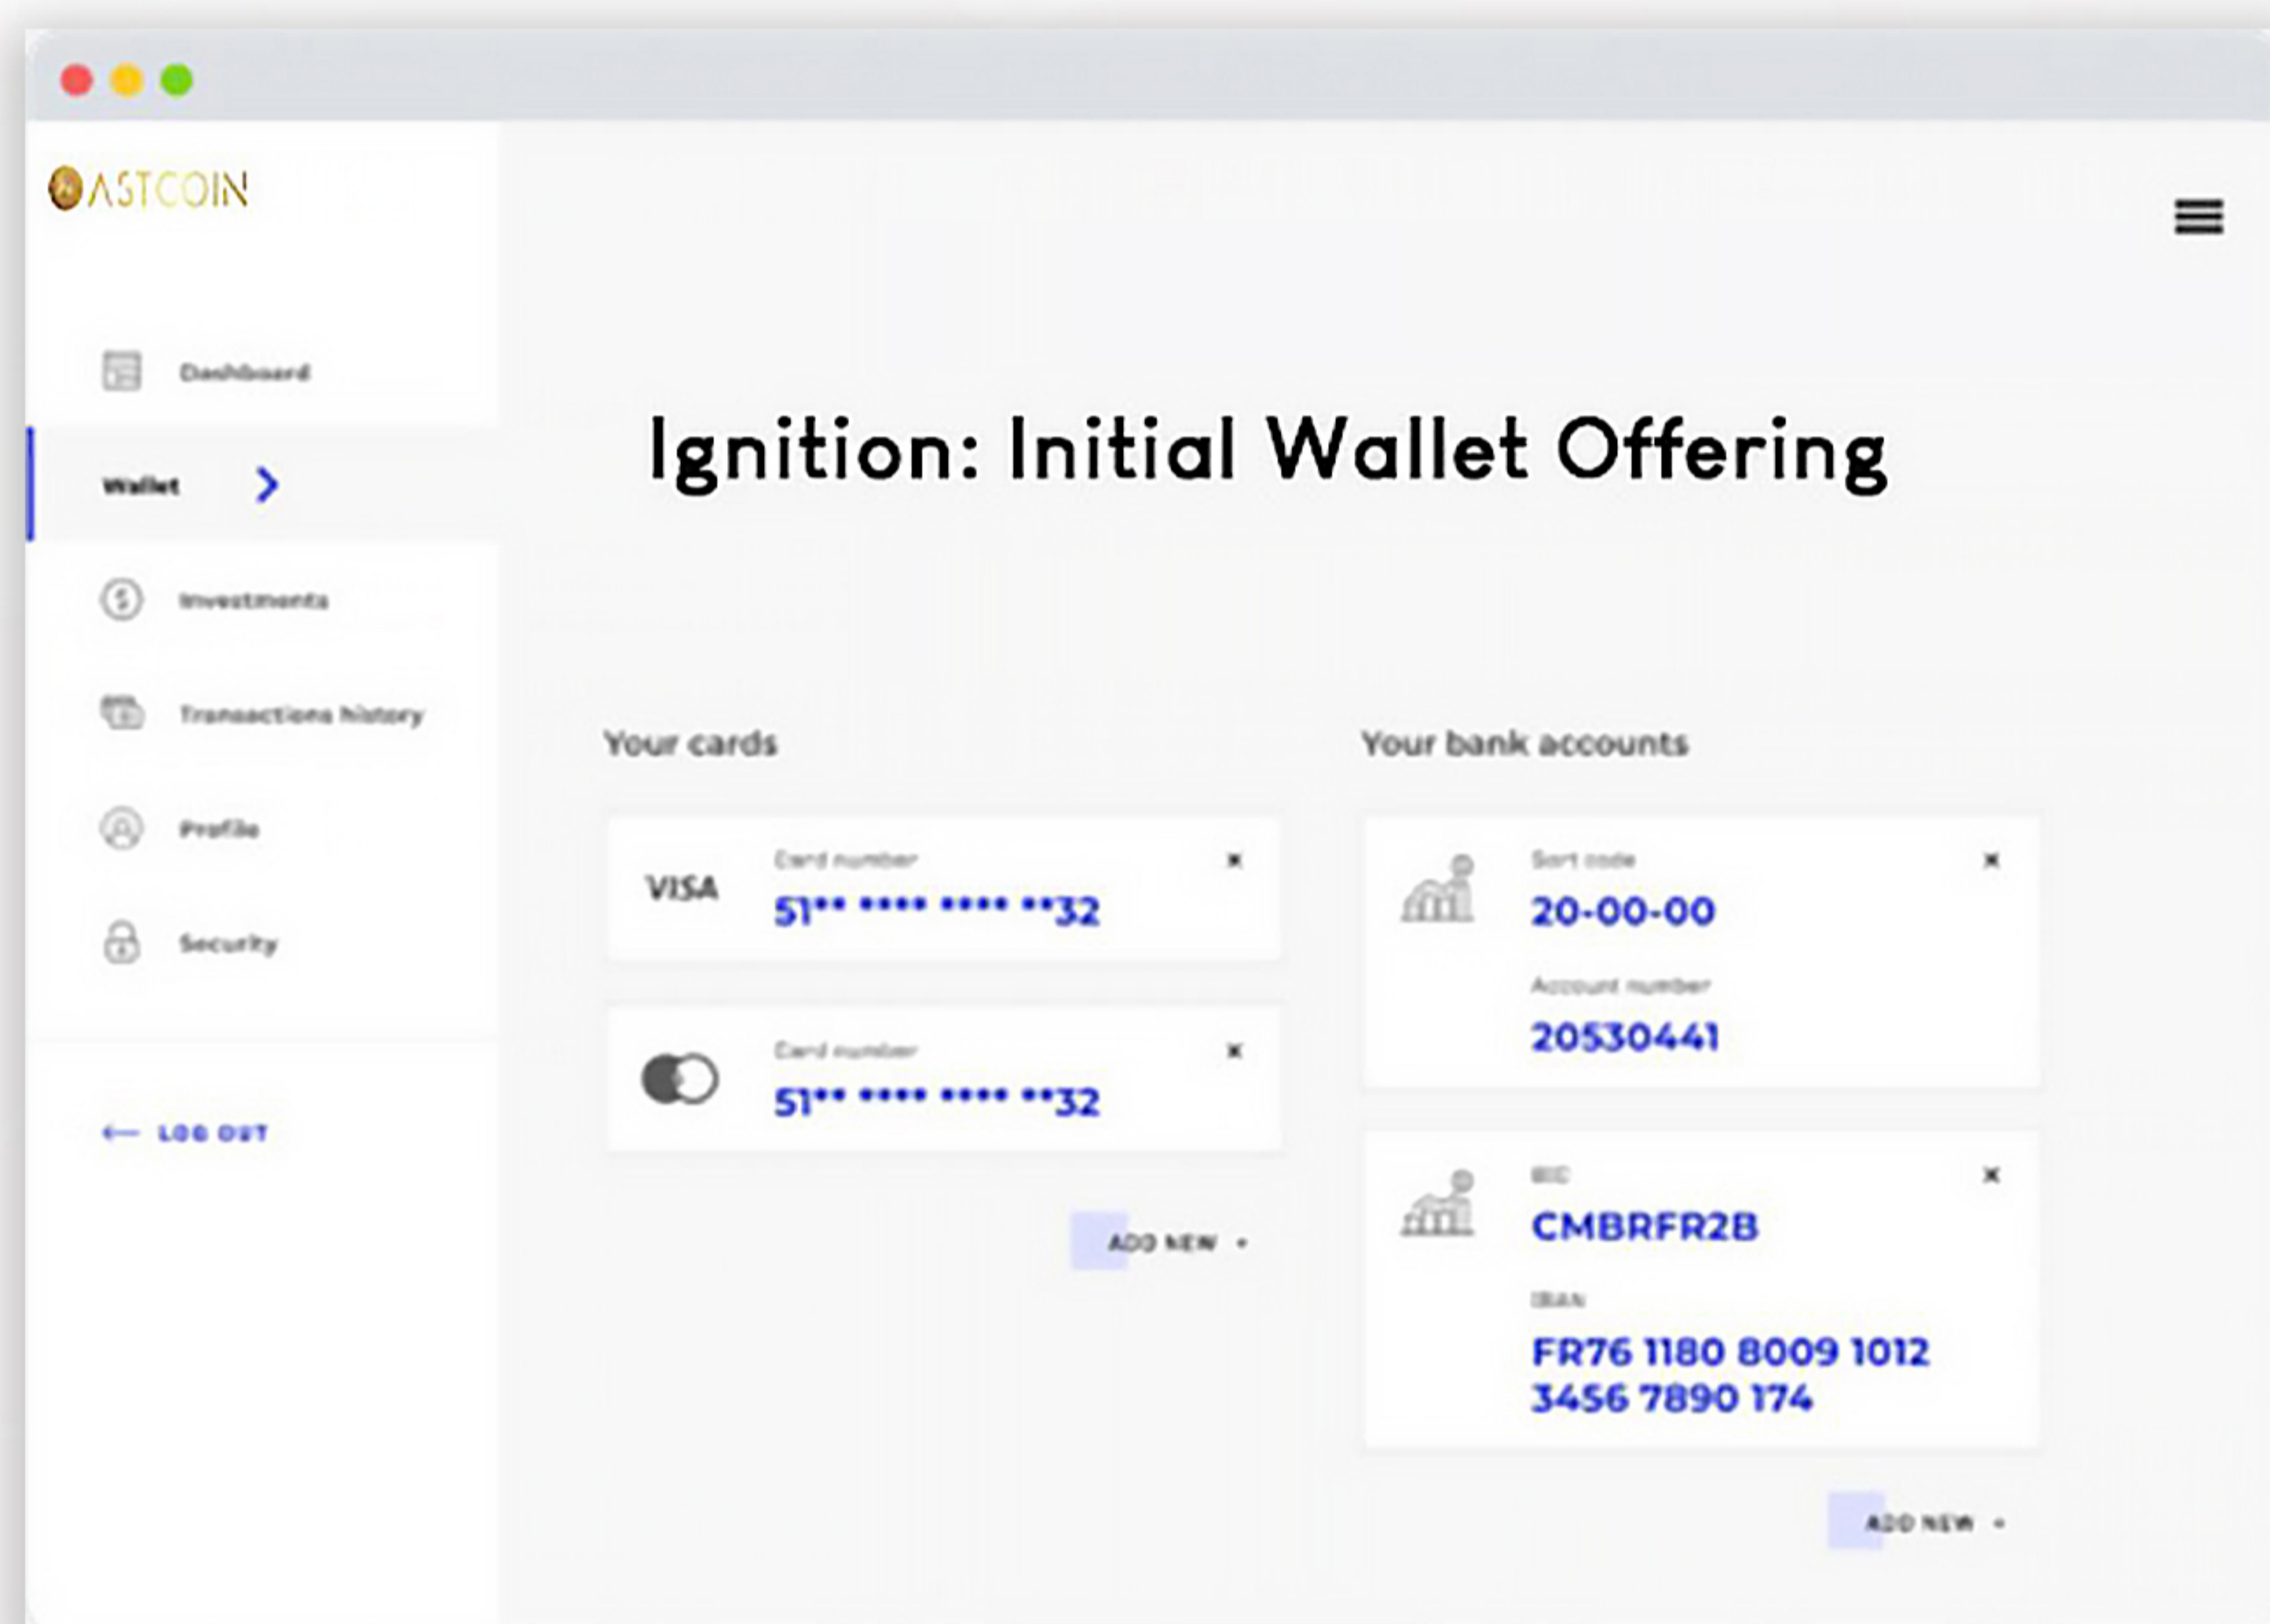 ASTCOIN
Dashboard
Wallet
Investments
Transactions history
Profile
Security
LOG OUT
Ignition: Initial Wallet Offering
Your cards
VISA
Card number
51** **** **** **32
Card number
51** **** **** **32
ADD NEW +
Your bank accounts
Sort code
20-00-00
Account number
20530441
BIC
CMBRFR2B
IBAN
FR76 1180 8009 1012
3456 7890 174
ADD NEW +